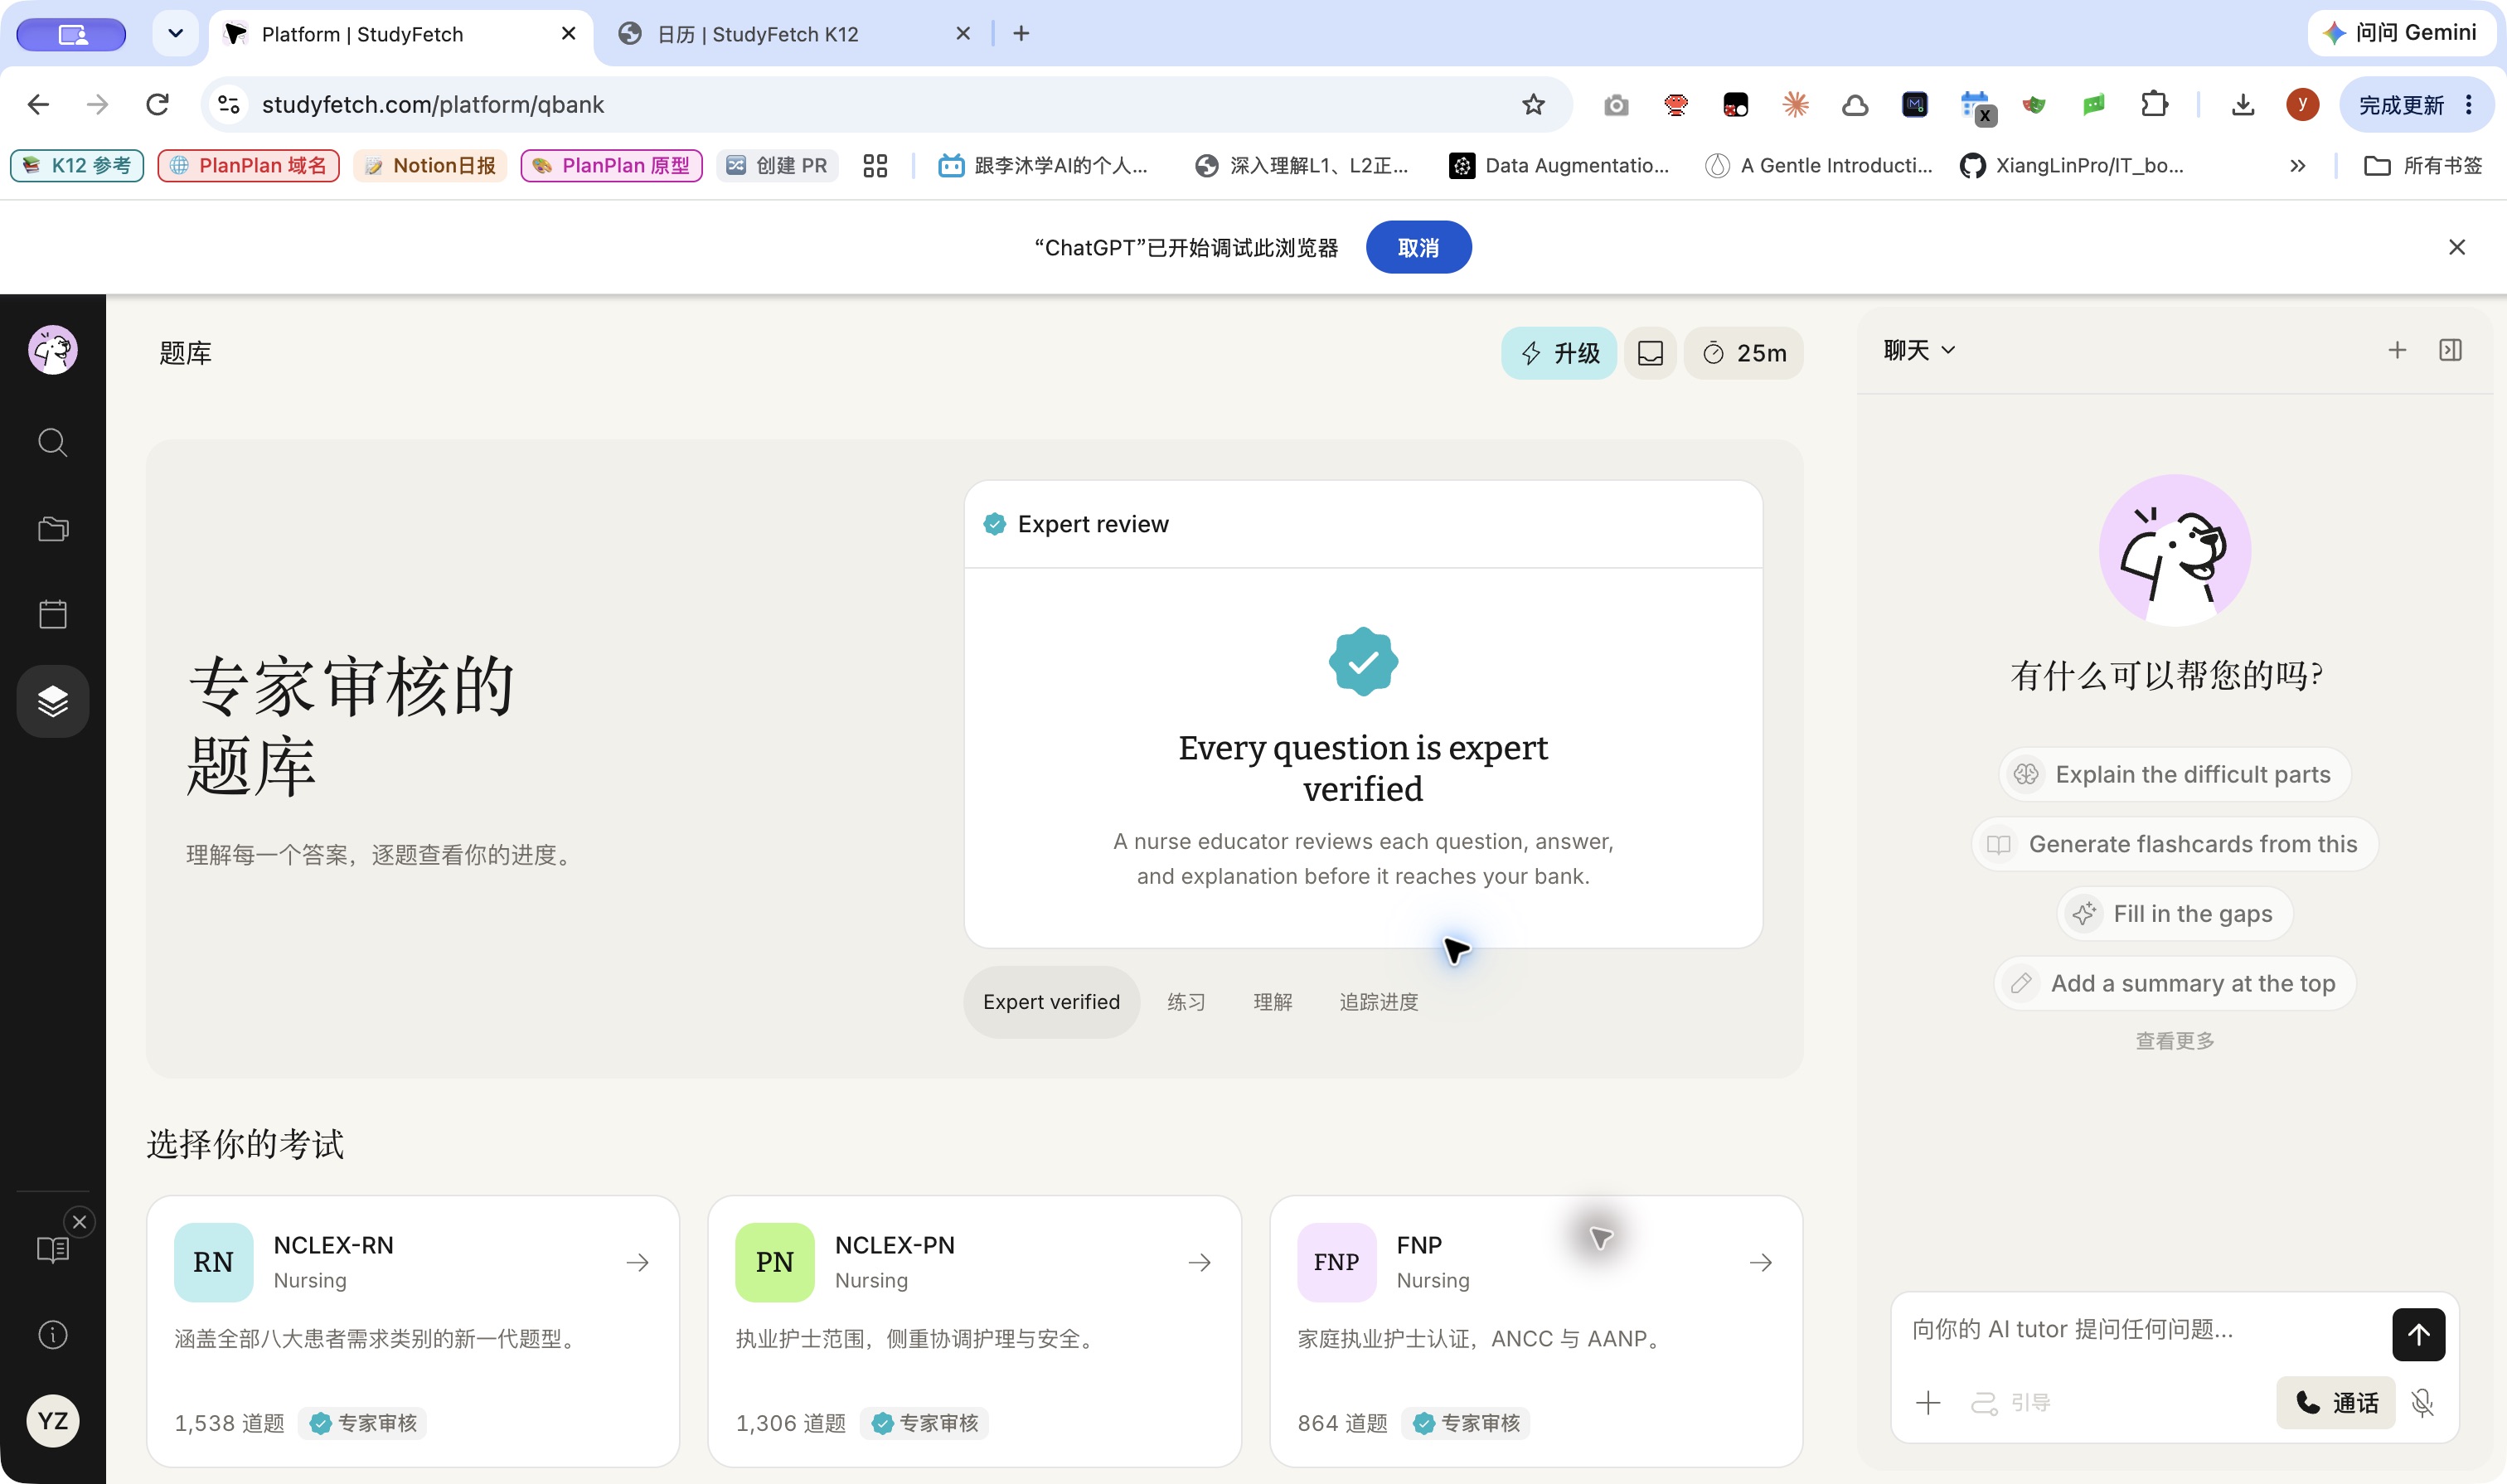 Platform | StudyFetch
日历 | StudyFetch K12
问问 Gemini
studyfetch.com/platform/qbank
X
y
完成更新
K12 参考
PlanPlan 域名
Notion日报
PlanPlan 原型
创建 PR
跟李沐学AI的个人...
深入理解L1、L2正...
Data Augmentatio...
A Gentle Introducti...
XiangLinPro/IT_bo...
所有书签
“ChatGPT”已开始调试此浏览器
取消
题库
升级
25m
聊天
专家审核的
题库
理解每一个答案，逐题查看你的进度。
Expert review
Every question is expert
verified
A nurse educator reviews each question, answer,
and explanation before it reaches your bank.
Expert verified
练习
理解
追踪进度
选择你的考试
RN
NCLEX-RN
Nursing
涵盖全部八大患者需求类别的新一代题型。
1,538 道题
专家审核
PN
NCLEX-PN
Nursing
执业护士范围，侧重协调护理与安全。
1,306 道题
专家审核
FNP
FNP
Nursing
家庭执业护士认证，ANCC 与 AANP。
864 道题
专家审核
有什么可以帮您的吗?
Explain the difficult parts
Generate flashcards from this
Fill in the gaps
Add a summary at the top
查看更多
向你的 AI tutor 提问任何问题...
引导
通话
YZ